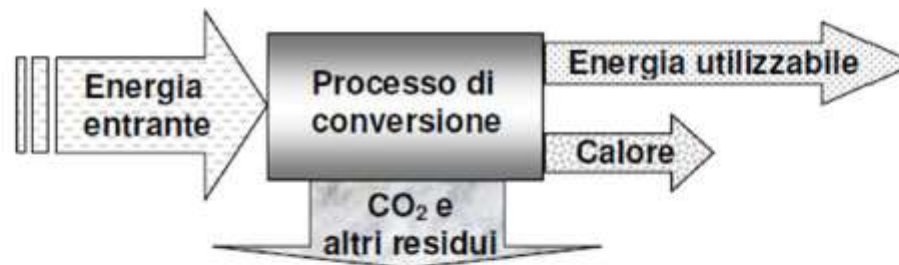 Energia
entrante
Processo di
conversione
Energia utilizzabile
Calore
CO₂ e
altri residui